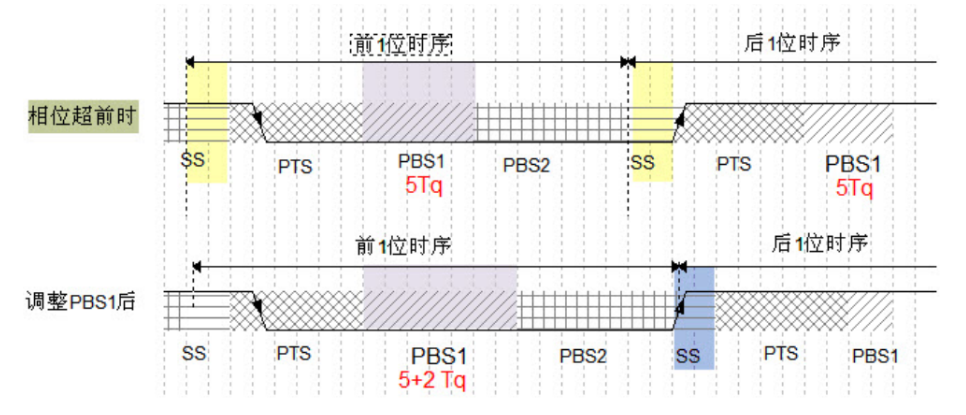 前1位时序 后1位时序
相位超前时
SS PTS PBS1 PBS2 SS PTS PBS1
5Tq 5Tq
前1位时序 后1位时序
调整PBS1后
SS PTS PBS1 PBS2 SS PTS PBS1
5+2 Tq